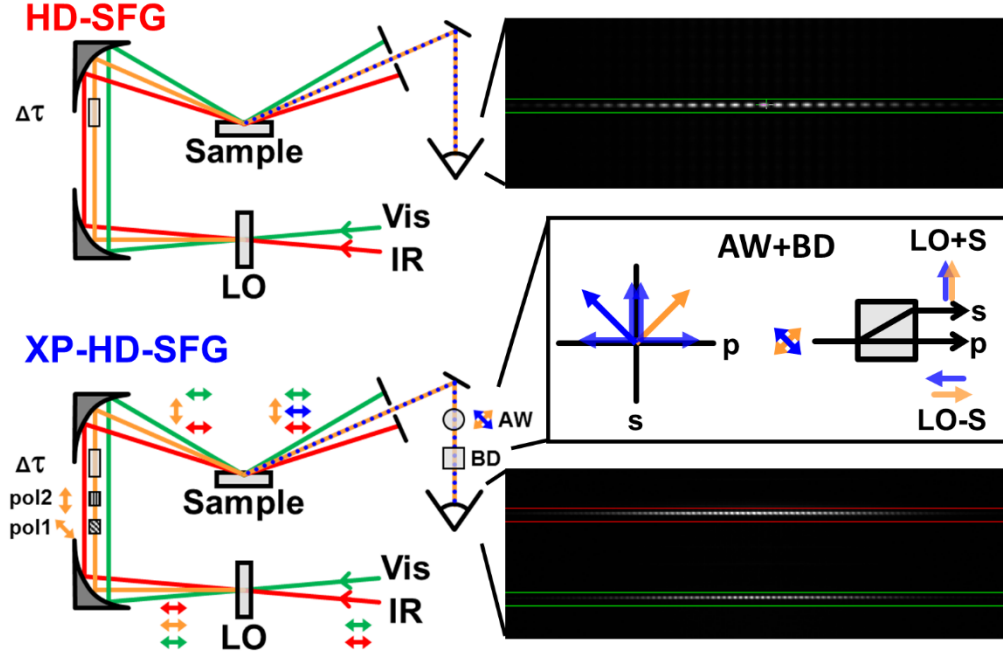 HD-SFG
Δτ
Sample
Vis
IR
LO
AW+BD
LO+S
s
p
p
s
LO-S
XP-HD-SFG
AW
Δτ
BD
pol2
Sample
pol1
Vis
IR
LO